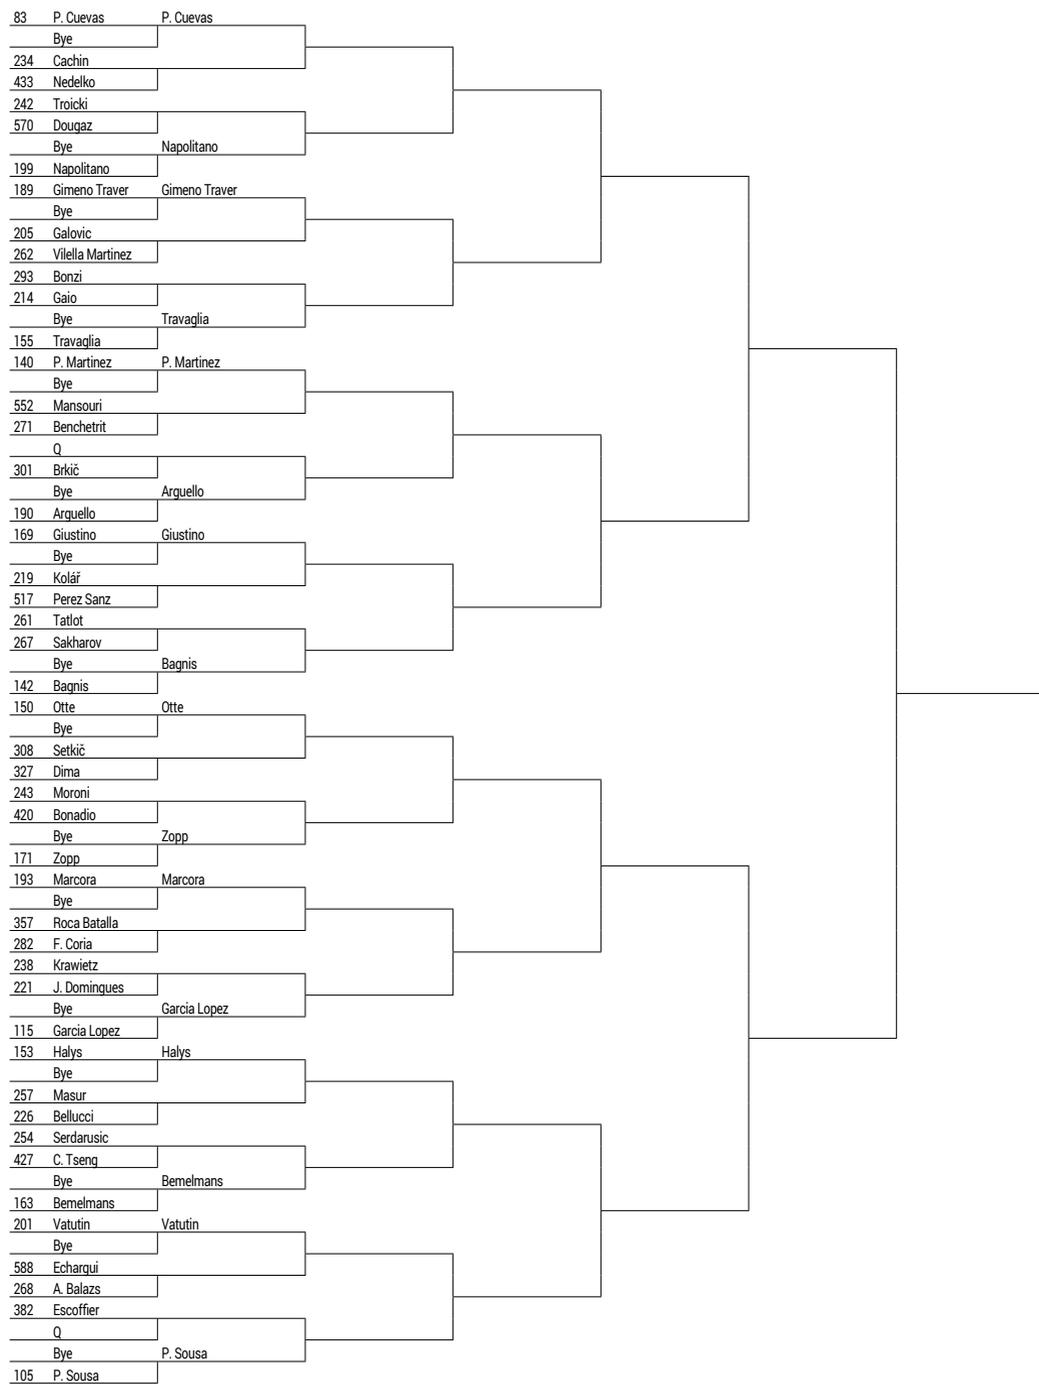 83 P. Cuevas P. Cuevas
Bye
234 Cachin
433 Nedelko
242 Troicki
570 Dougaz
Bye Napolitano
199 Napolitano
189 Gimeno Traver Gimeno Traver
Bye
205 Galovic
262 Vilella Martinez
293 Bonzi
214 Gaio
Bye Travaglia
155 Travaglia
140 P. Martinez P. Martinez
Bye
552 Mansouri
271 Benchetrit
Q
301 Brkič
Bye Arguello
190 Arguello
169 Giustino Giustino
Bye
219 Kolář
517 Perez Sanz
261 Tatlot
267 Sakharov
Bye Bagnis
142 Bagnis
150 Otte Otte
Bye
308 Setkič
327 Dima
243 Moroni
420 Bonadio
Bye Zopp
171 Zopp
193 Marcora Marcora
Bye
357 Roca Batalla
282 F. Coria
238 Krawietz
221 J. Domingues
Bye Garcia Lopez
115 Garcia Lopez
153 Halys Halys
Bye
257 Masur
226 Bellucci
254 Serdarusic
427 C. Tseng
Bye Bemelmans
163 Bemelmans
201 Vatutin Vatutin
Bye
588 Echargui
268 A. Balazs
382 Escoffier
Q
Bye P. Sousa
105 P. Sousa